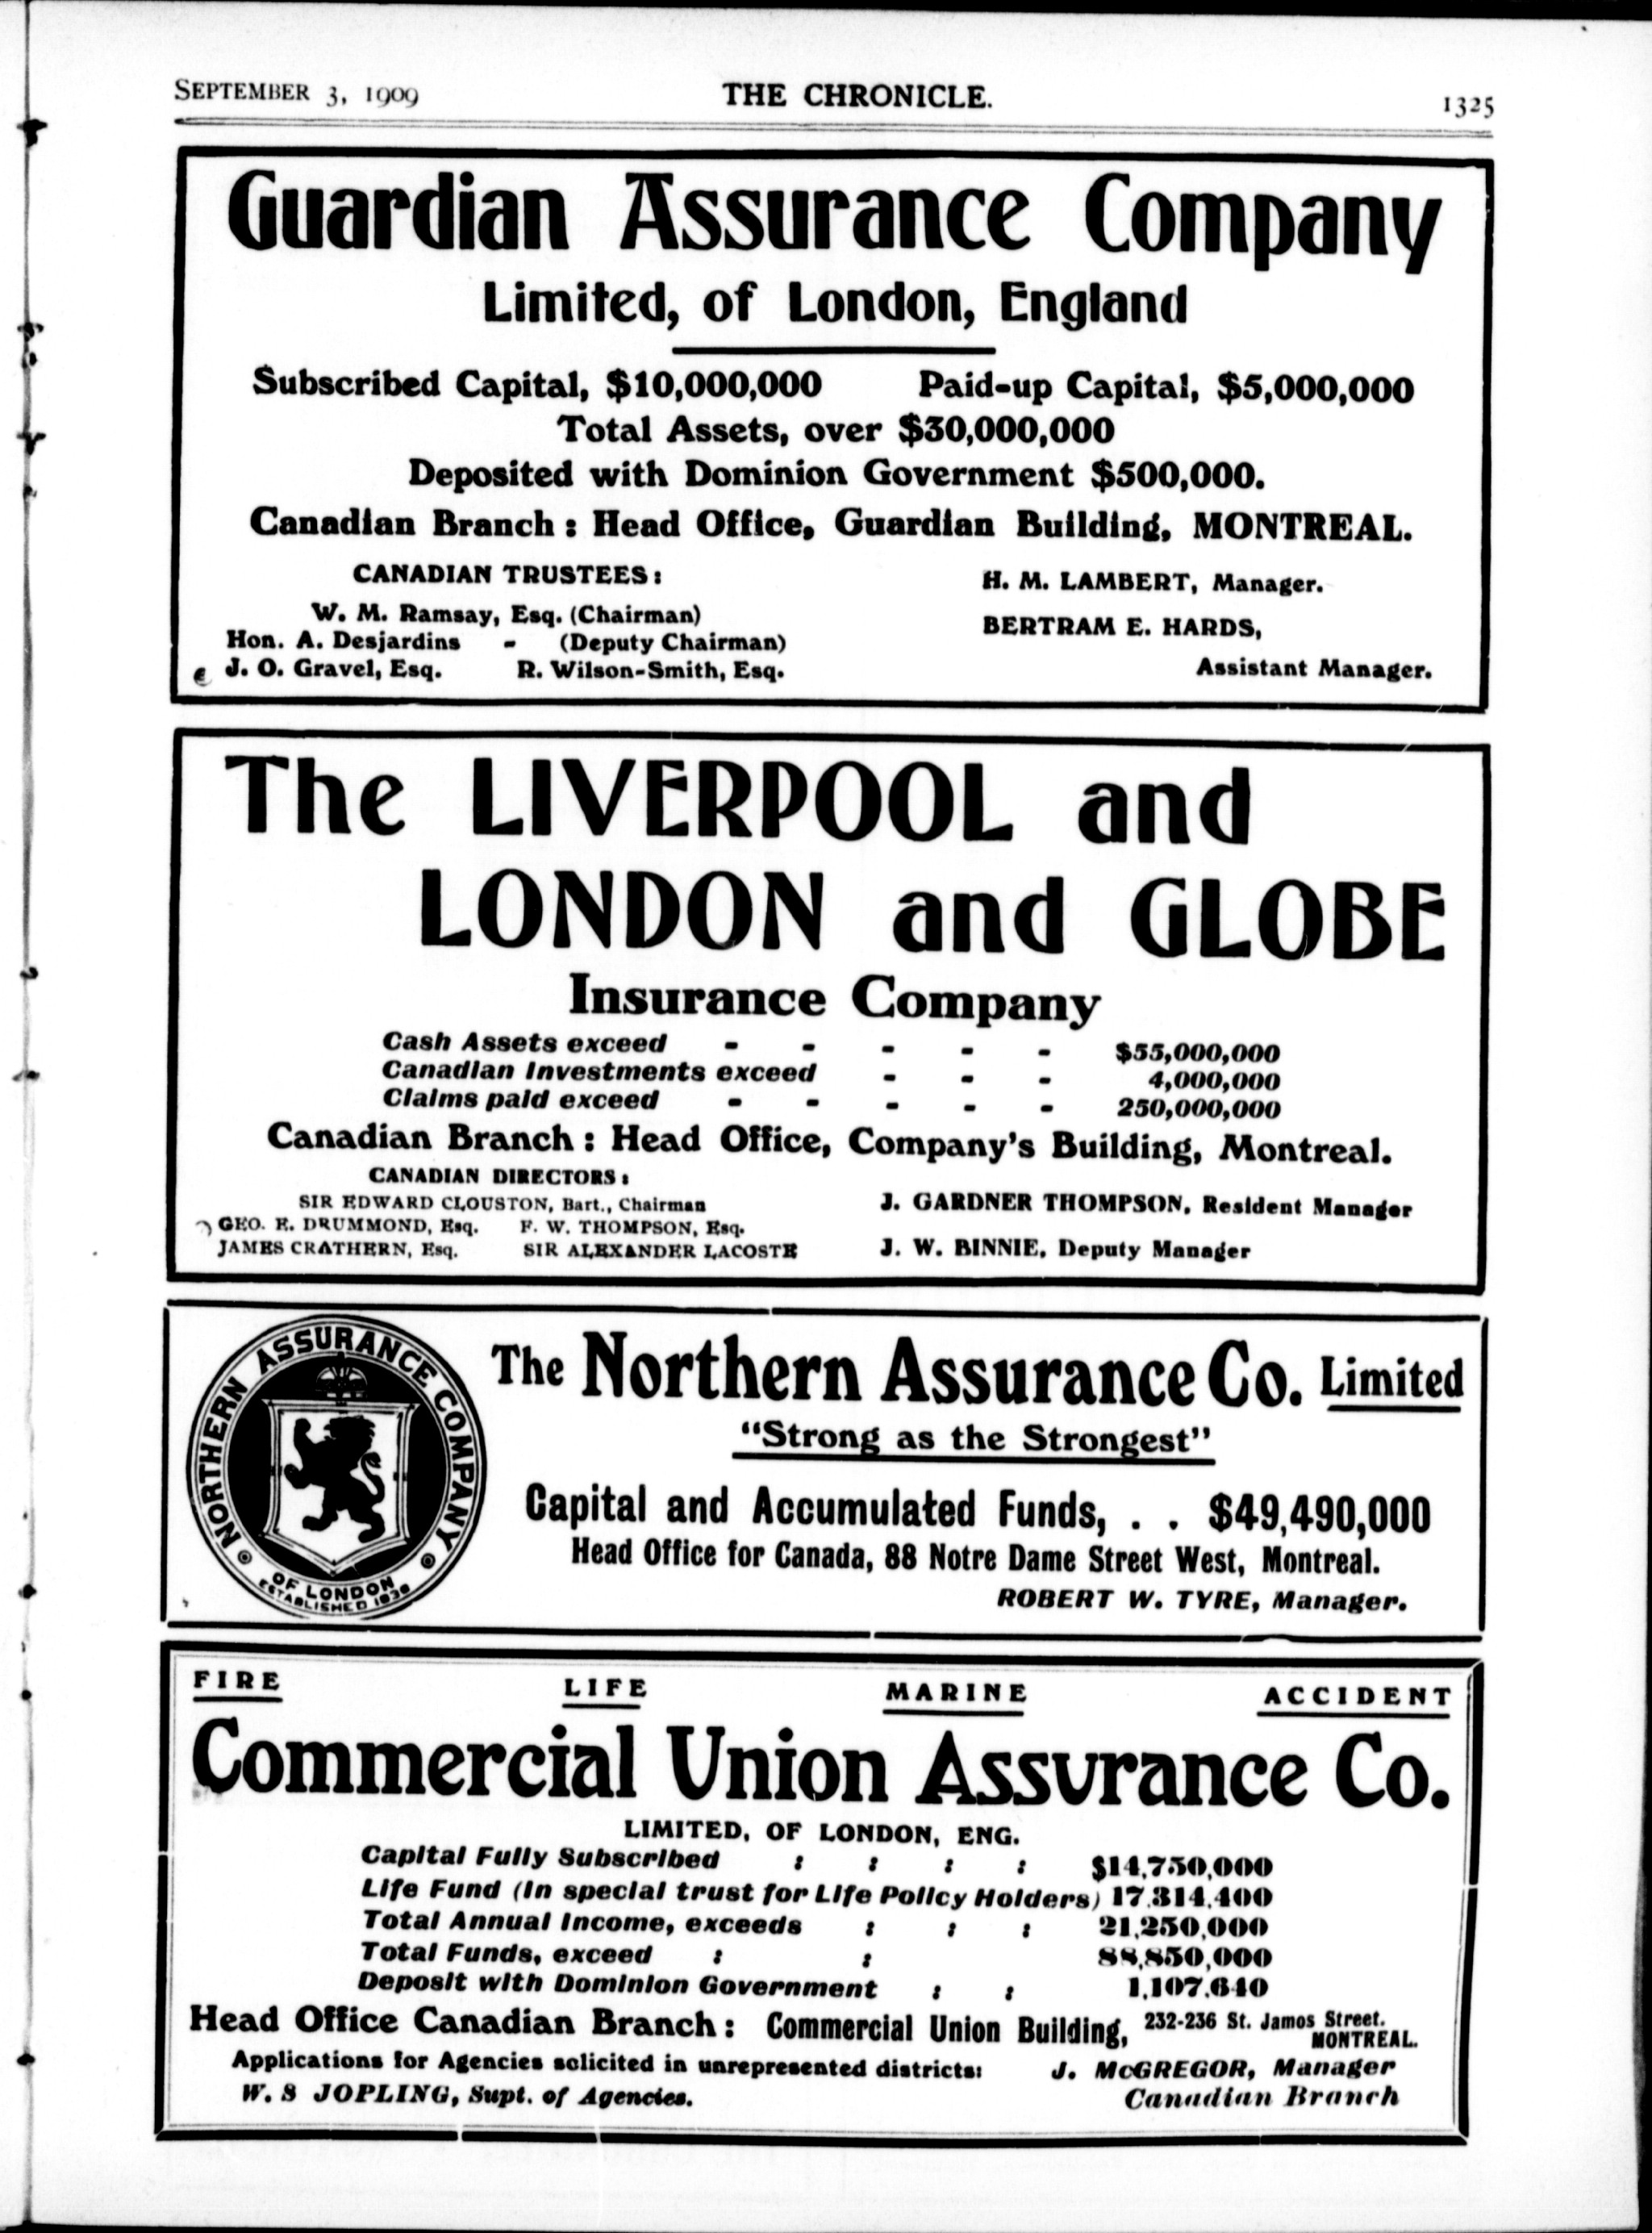 SEPTEMBER 3, 1909 THE CHRONICLE. 1325
Guardian Assurance Company
Limited, of London, England
Subscribed Capital, $10,000,000 Paid-up Capital, $5,000,000
Total Assets, over $30,000,000
Deposited with Dominion Government $500,000.
Canadian Branch : Head Office, Guardian Building, MONTREAL.
CANADIAN TRUSTEES :
W. M. Ramsay, Esq. (Chairman)
Hon. A. Desjardins - (Deputy Chairman)
J. O. Gravel, Esq. R. Wilson-Smith, Esq.
H. M. LAMBERT, Manager.
BERTRAM E. HARDS,
Assistant Manager.
The LIVERPOOL and
LONDON and GLOBE
Insurance Company
Cash Assets exceed - - - - - $55,000,000
Canadian Investments exceed - - - 4,000,000
Claims paid exceed - - - - - 250,000,000
Canadian Branch : Head Office, Company's Building, Montreal.
CANADIAN DIRECTORS :
SIR EDWARD CLOUSTON, Bart., Chairman
GEO. E. DRUMMOND, Esq. F. W. THOMPSON, Esq.
JAMES CRATHERN, Esq. SIR ALEXANDER LACOSTE
J. GARDNER THOMPSON, Resident Manager
J. W. BINNIE, Deputy Manager
NORTHERN ASSURANCE COMPANY
OF LONDON
ESTABLISHED 1836
The Northern Assurance Co. Limited
"Strong as the Strongest"
Capital and Accumulated Funds, . . $49,490,000
Head Office for Canada, 88 Notre Dame Street West, Montreal.
ROBERT W. TYRE, Manager.
FIRE LIFE MARINE ACCIDENT
Commercial Union Assurance Co.
LIMITED, OF LONDON, ENG.
Capital Fully Subscribed : : : : $14,750,000
Life Fund (In special trust for Life Policy Holders) 17,314,400
Total Annual Income, exceeds : : : 21,250,000
Total Funds, exceed : : 88,850,000
Deposit with Dominion Government : : 1,107,640
Head Office Canadian Branch : Commercial Union Building, 232-236 St. James Street.
MONTREAL.
Applications for Agencies solicited in unrepresented districts: J. McGREGOR, Manager
W. S JOPLING, Supt. of Agencies. Canadian Branch